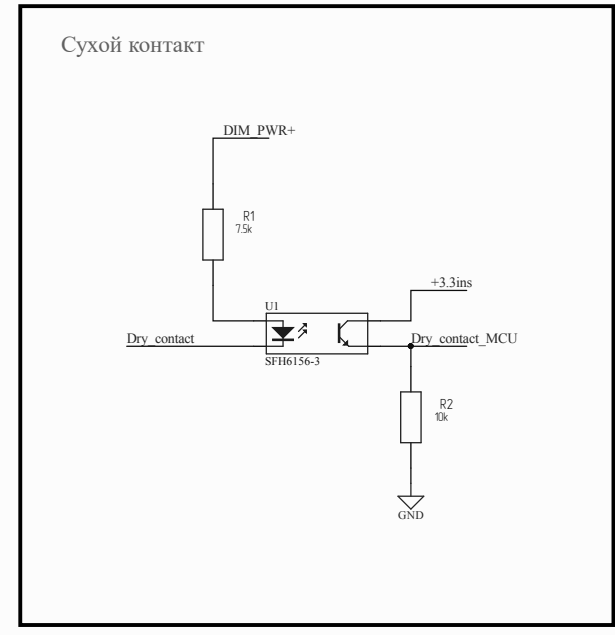 Сухой контакт
DIM_PWR+
R1
7.5k
+3.3ins
U1
Dry_contact
Dry_contact_MCU
SFH6156-3
R2
10k
GND